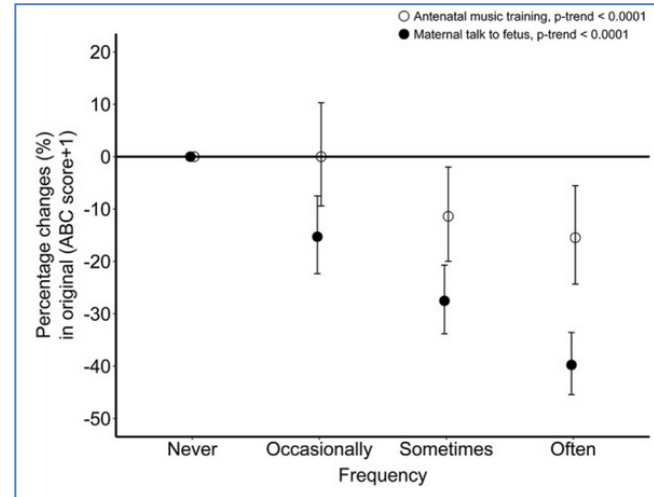 Antenatal music training, p-trend < 0.0001
Maternal talk to fetus, p-trend < 0.0001
Percentage changes (%)
in original (ABC score+1)
20
10
0
-10
-20
-30
-40
-50
Never Occasionally Sometimes Often
Frequency